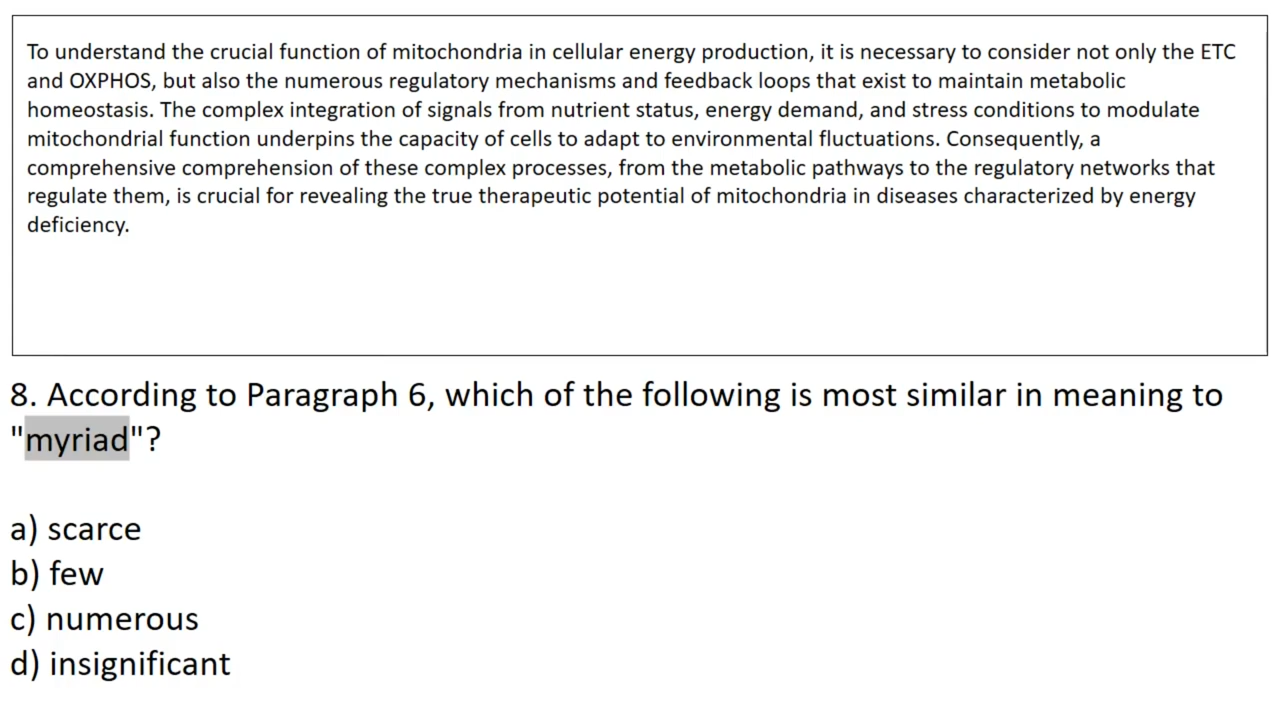 To understand the crucial function of mitochondria in cellular energy production, it is necessary to consider not only the ETC
and OXPHOS, but also the numerous regulatory mechanisms and feedback loops that exist to maintain metabolic
homeostasis. The complex integration of signals from nutrient status, energy demand, and stress conditions to modulate
mitochondrial function underpins the capacity of cells to adapt to environmental fluctuations. Consequently, a
comprehensive comprehension of these complex processes, from the metabolic pathways to the regulatory networks that
regulate them, is crucial for revealing the true therapeutic potential of mitochondria in diseases characterized by energy
deficiency.
8. According to Paragraph 6, which of the following is most similar in meaning to
"myriad"?
a) scarce
b) few
c) numerous
d) insignificant